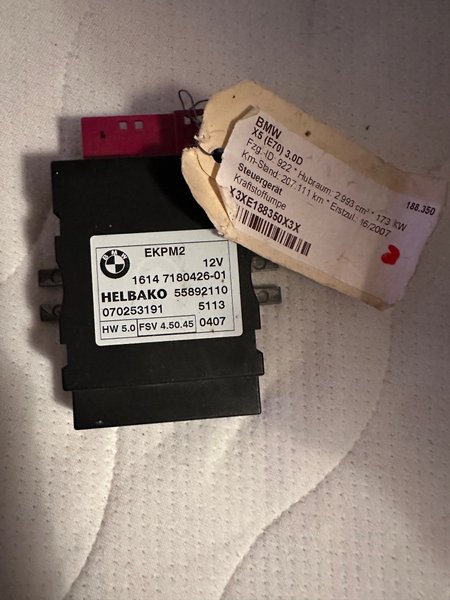 BMW
X5 (E70) 3.0D
188.350
Fzg.-ID: 922 * Hubraum: 2.993 cm³ * 173 kW
Km-Stand: 207.111 km * Erstzul.: 16/2007
Steuergerät
Kraftstoffpumpe
X3XE188350X3X
BMW
EKPM2
12V
1614 7180426-01
HELBAKO 55892110
070253191 5113
HW 5.0 FSV 4.50.45 0407